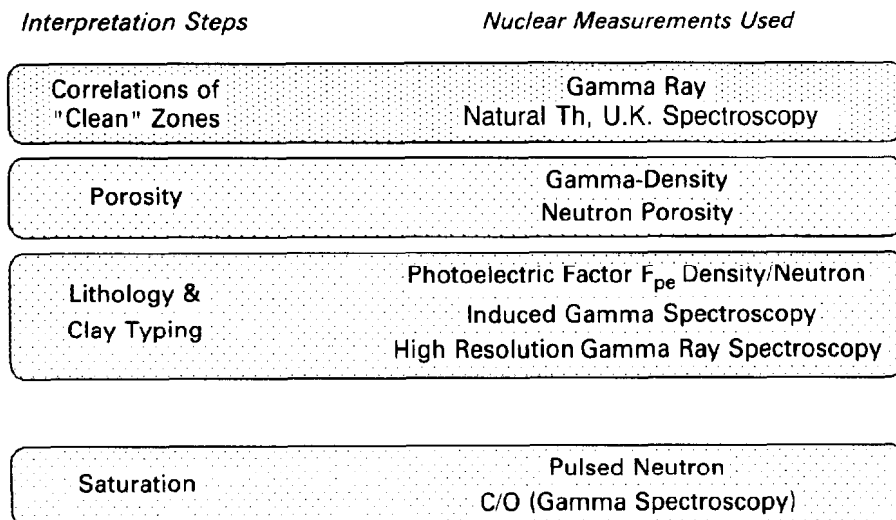 Interpretation Steps Nuclear Measurements Used
Correlations of
"Clean" Zones
Gamma Ray
Natural Th, U.K. Spectroscopy
Porosity
Gamma-Density
Neutron Porosity
Lithology &
Clay Typing
Photoelectric Factor Fpe Density/Neutron
Induced Gamma Spectroscopy
High Resolution Gamma Ray Spectroscopy
Saturation
Pulsed Neutron
C/O (Gamma Spectroscopy)